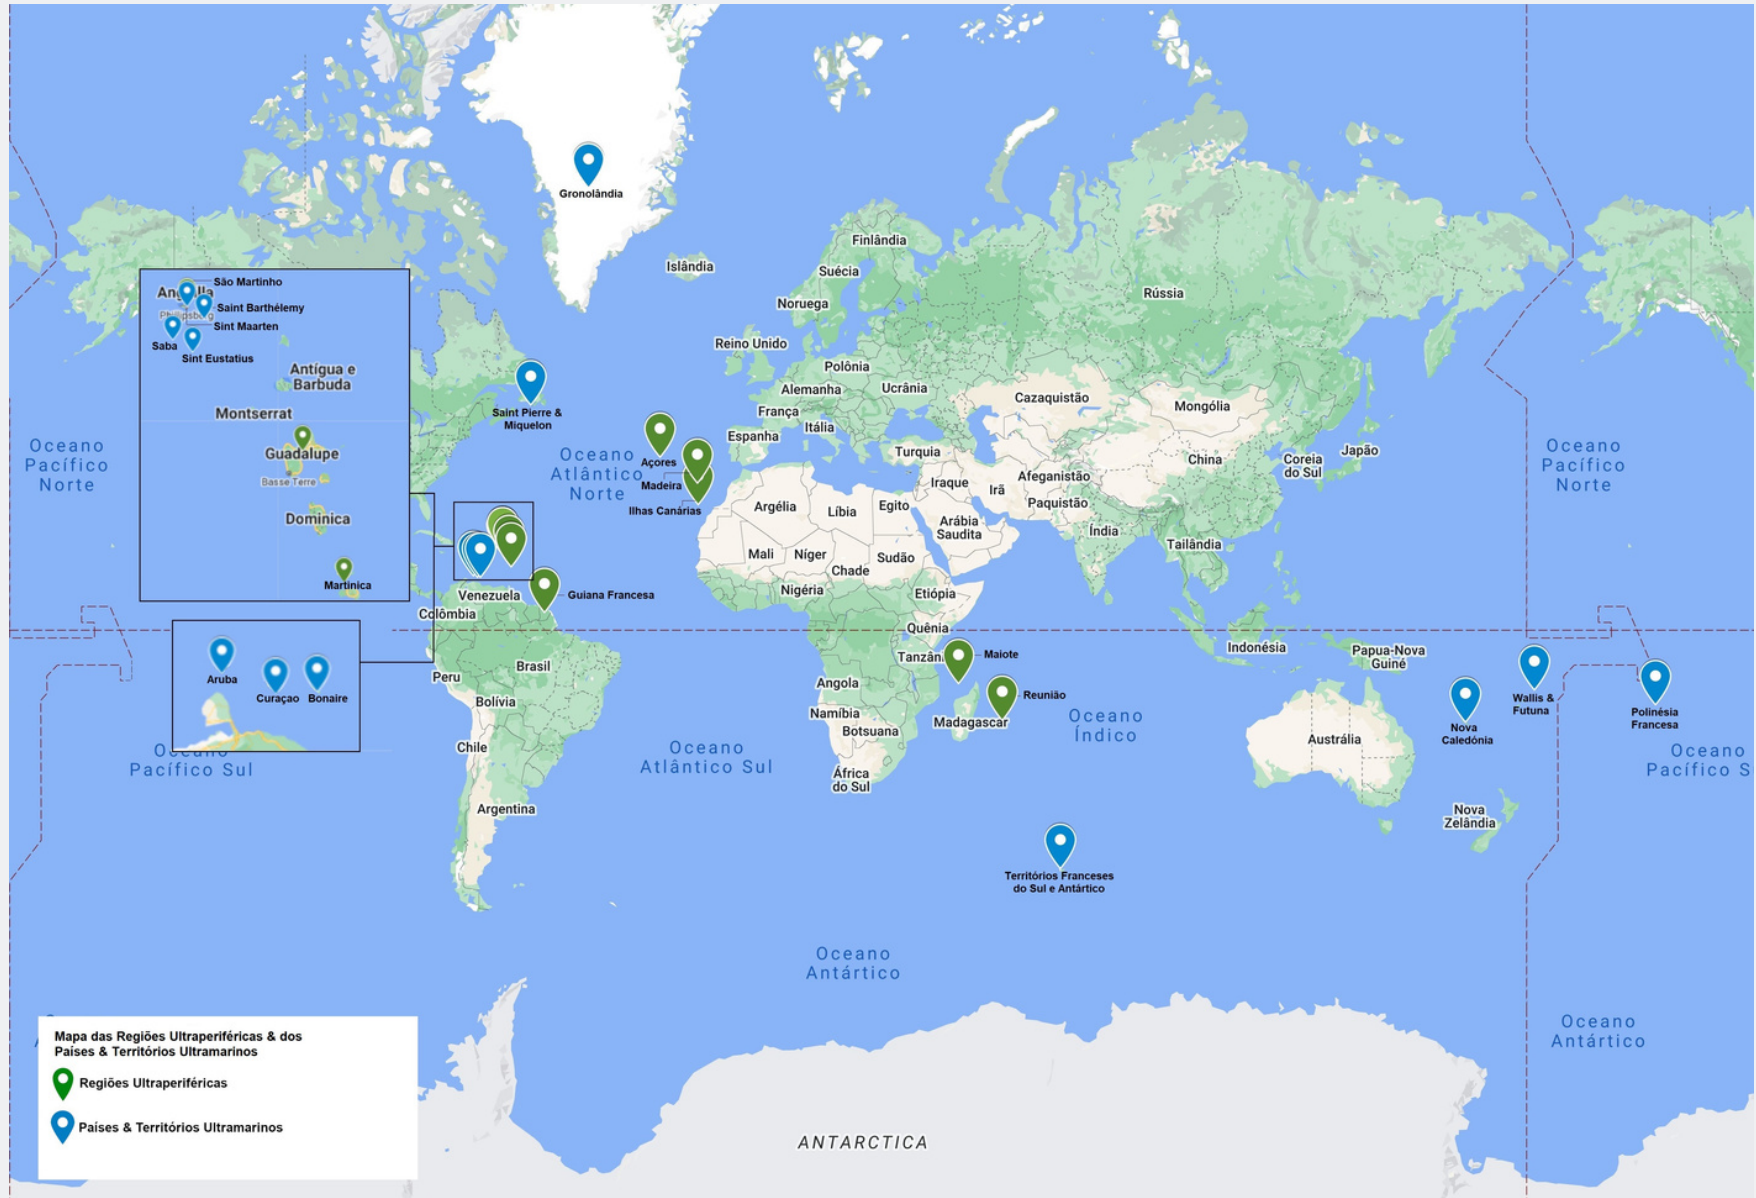 Gronolândia
Finlândia
Islândia
Suécia
Noruega
Rússia
São Martinho
Saint Barthélemy
Sint Maarten
Saba
Sint Eustatius
Antígua e
Barbuda
Montserrat
Guadalupe
Basse Terre
Dominica
Martinica
Reino Unido
Polônia
Alemanha
Ucrânia
França
Itália
Espanha
Turquia
Cazaquistão
Mongólia
Saint Pierre &
Miquelon
Oceano
Pacífico
Norte
Oceano
Atlântico
Norte
Açores
Madeira
Ilhas Canárias
China
Coreia
do Sul
Japão
Oceano
Pacífico
Norte
Iraque
Irã
Afeganistão
Paquistão
Argélia
Líbia
Egito
Arábia
Saudita
Índia
Tailândia
Mali
Níger
Chade
Sudão
Nigéria
Etiópia
Quênia
Venezuela
Colômbia
Guiana Francesa
Aruba
Curaçao
Bonaire
Brasil
Peru
Bolívia
Chile
Argentina
Maiote
Reunião
Angola
Namíbia
Botsuana
Madagascar
África
do Sul
Oceano
Índico
Indonésia
Papua-Nova
Guiné
Austrália
Nova
Caledónia
Wallis &
Futuna
Polinésia
Francesa
Pacífico Sul
Oceano
Atlântico Sul
Oceano
Pacífico S
Nova
Zelândia
Territórios Franceses
do Sul e Antártico
Oceano
Antártico
Oceano
Antártico
ANTARCTICA
Mapa das Regiões Ultraperiféricas & dos
Países & Territórios Ultramarinos
Regiões Ultraperiféricas
Países & Territórios Ultramarinos